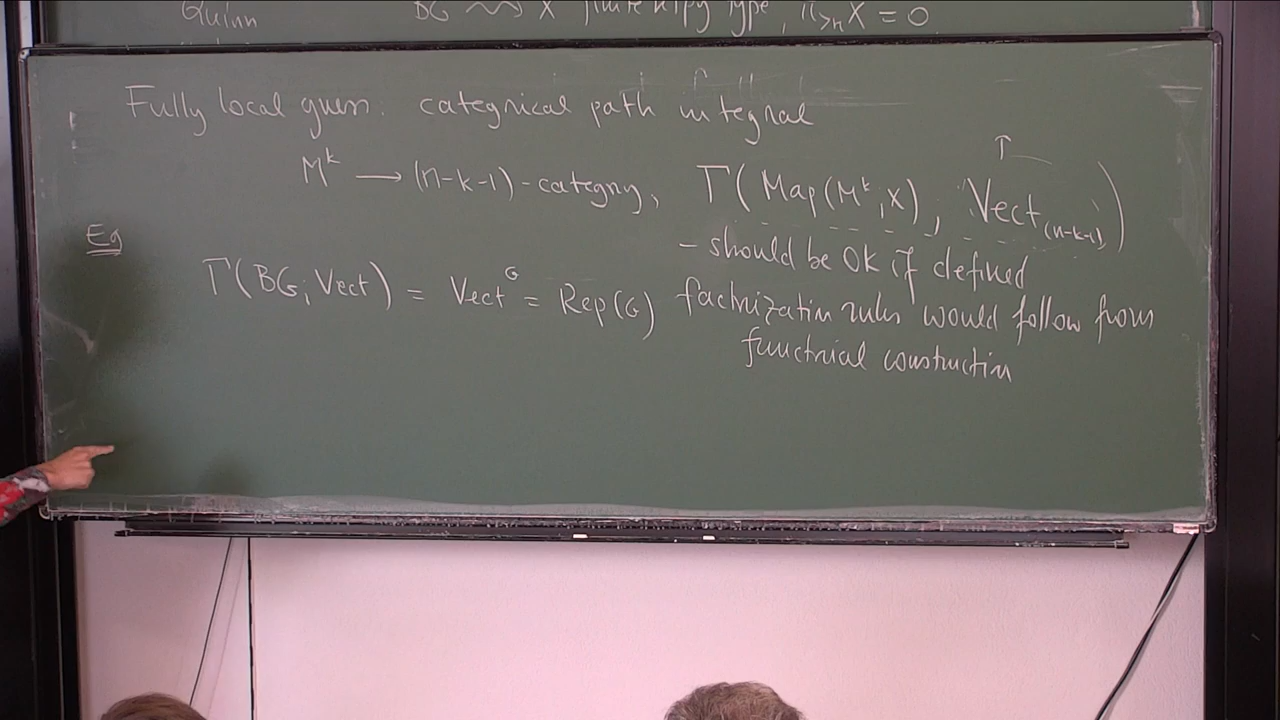 Quinn BG ⇝ X finite htpy type, π_{>n} X = 0
Fully local guess: categorical path integral
M^k ⟶ (n-k-1)-category, Γ(Map(M^k; X), Vect_{(n-k-1)})
Eg
- should be OK if defined
Γ(BG; Vect) = Vect^G = Rep(G)
factorization rules would follow from
functorial construction